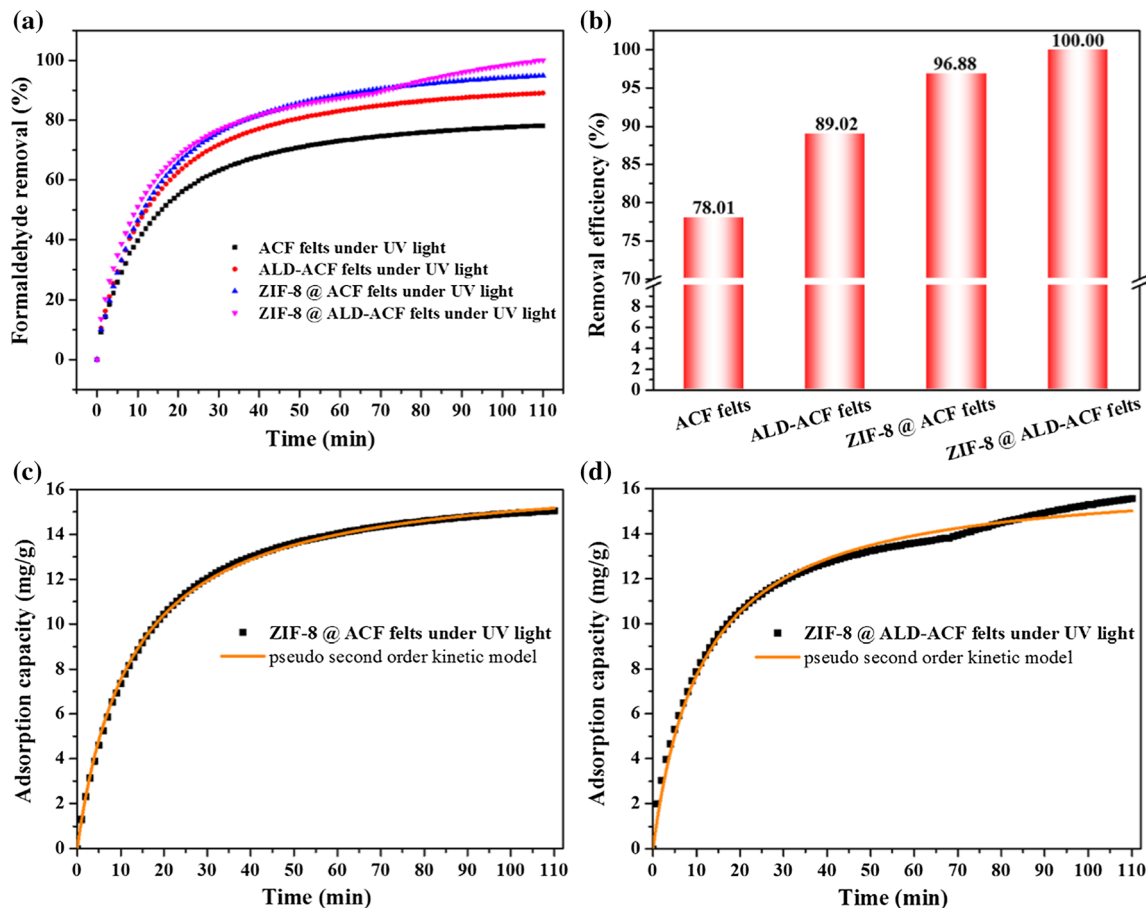 (a)
Formaldehyde removal (%)
100
80
60
40
20
0
ACF felts under UV light
ALD-ACF felts under UV light
ZIF-8 @ ACF felts under UV light
ZIF-8 @ ALD-ACF felts under UV light
0 10 20 30 40 50 60 70 80 90 100 110
Time (min)
(b)
Removal efficiency (%)
100
95
90
85
80
75
70
8
6
4
2
0
78.01
89.02
96.88
100.00
ACF felts
ALD-ACF felts
ZIF-8 @ ACF felts
ZIF-8 @ ALD-ACF felts
(c)
Adsorption capacity (mg/g)
16
14
12
10
8
6
4
2
0
ZIF-8 @ ACF felts under UV light
pseudo second order kinetic model
0 10 20 30 40 50 60 70 80 90 100 110
Time (min)
(d)
Adsorption capacity (mg/g)
16
14
12
10
8
6
4
2
0
ZIF-8 @ ALD-ACF felts under UV light
pseudo second order kinetic model
0 10 20 30 40 50 60 70 80 90 100 110
Time (min)